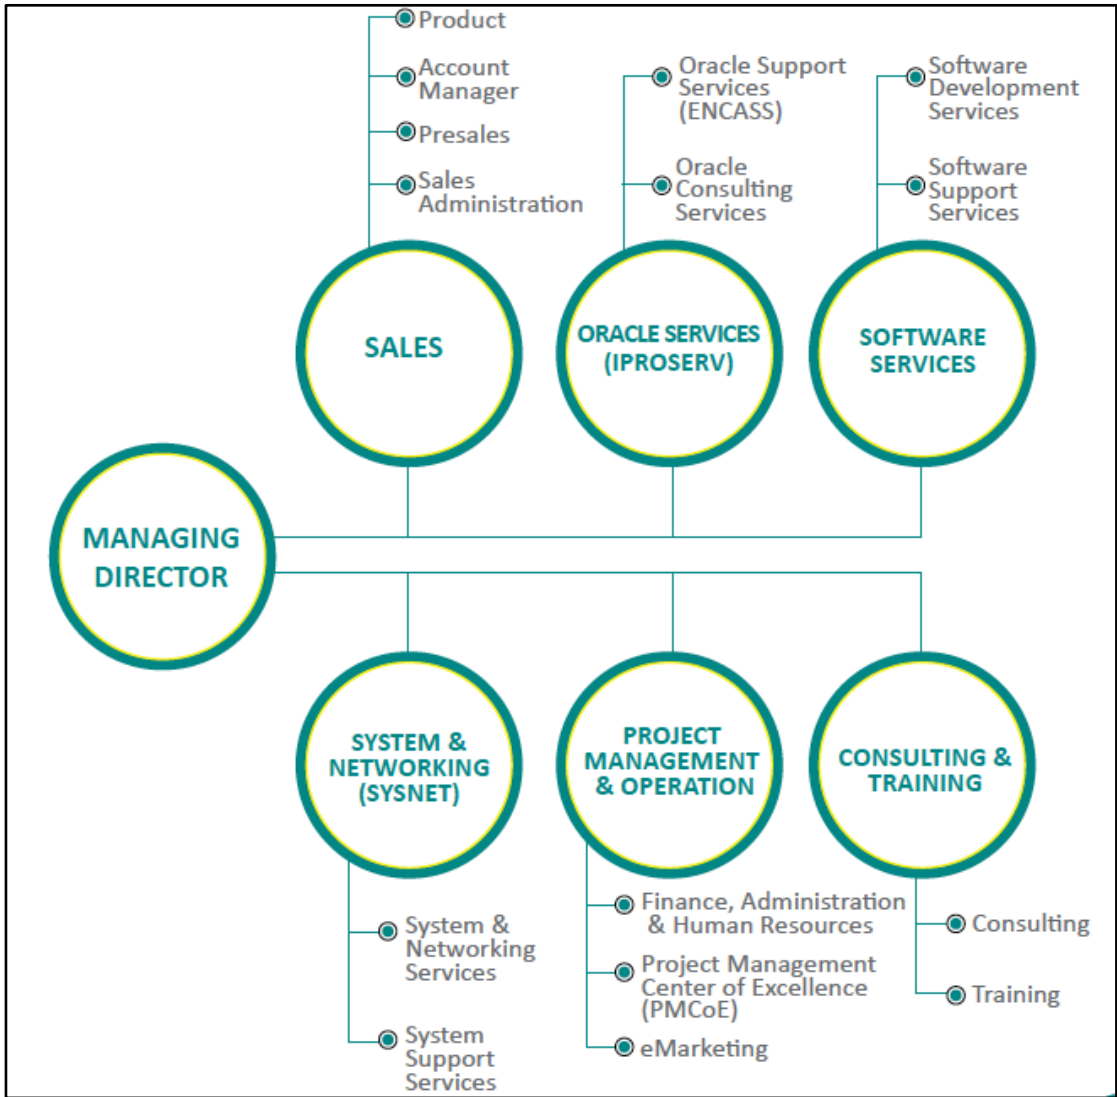 Product
Account
Manager
Presales
Sales
Administration
Oracle Support
Services
(ENCASS)
Oracle
Consulting
Services
Software
Development
Services
Software
Support
Services
SALES
ORACLE SERVICES
(IPROSERV)
SOFTWARE
SERVICES
MANAGING
DIRECTOR
SYSTEM &
NETWORKING
(SYSNET)
PROJECT
MANAGEMENT
& OPERATION
CONSULTING &
TRAINING
System &
Networking
Services
System
Support
Services
Finance, Administration
& Human Resources
Project Management
Center of Excellence
(PMCoE)
eMarketing
Consulting
Training